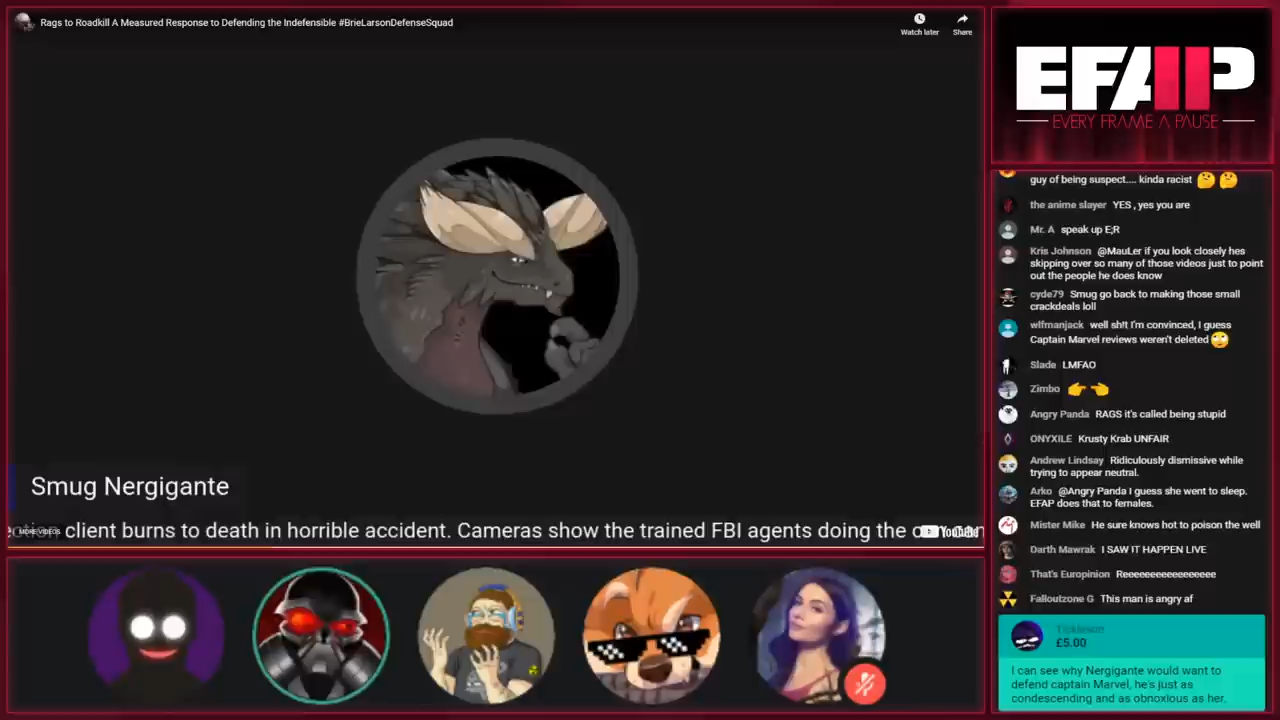 Rags to Roadkill A Measured Response to Defending the Indefensible #BrieLarsonDefenseSquad
Watch later
Share
Smug Nergigante
MORE VIDEOS
client burns to death in horrible accident. Cameras show the trained FBI agents doing the
YouTube
EFAP
EVERY FRAME A PAUSE
guy of being suspect.... kinda racist 🤔 🤔
the anime slayer YES , yes you are
Mr. A speak up E;R
Kris Johnson @MauLer if you look closely hes
skipping over so many of those videos just to point
out the people he does know
cyde79 Smug go back to making those small
crackdeals lol
wlfmanjack well sh!t I'm convinced, I guess
Captain Marvel reviews weren't deleted 🙄
Slade LMFAO
Zimbo 👉 👈
Angry Panda RAGS it's called being stupid
ONYXILE Krusty Krab UNFAIR
Andrew Lindsay Ridiculously dismissive while
trying to appear neutral.
Arko @Angry Panda I guess she went to sleep.
EFAP does that to females.
Mister Mike He sure knows hot to poison the well
Darth Mawrak I SAW IT HAPPEN LIVE
That's Europinion Reeeeeeeeeeeeeeee
Falloutzone G This man is angry af
£5.00
I can see why Nergigante would want to
defend captain Marvel, he's just as
condescending and as obnoxious as her.